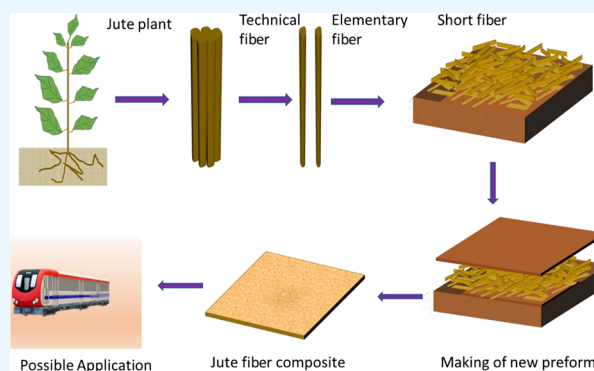 Jute plant
Technical
fiber
Elementary
fiber
Short fiber
Possible Application
Jute fiber composite
Making of new preform